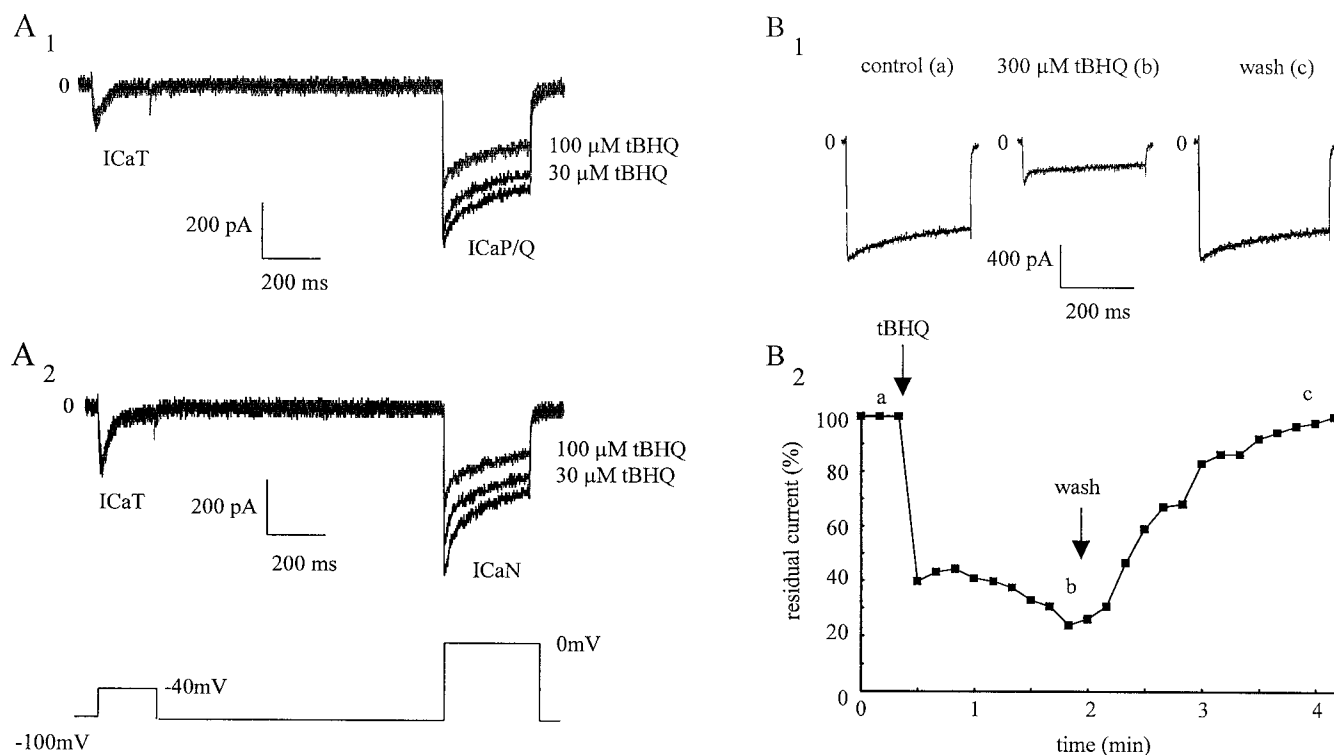 A 1
0
ICaT
100 µM tBHQ
30 µM tBHQ
ICaP/Q
200 pA
200 ms
A 2
0
ICaT
100 µM tBHQ
30 µM tBHQ
ICaN
200 pA
200 ms
0mV
-40mV
-100mV
B 1
control (a)
300 µM tBHQ (b)
wash (c)
0
0
0
400 pA
200 ms
B 2
tBHQ
a
wash
b
c
residual current (%)
100
80
60
40
20
0
0 1 2 3 4
time (min)